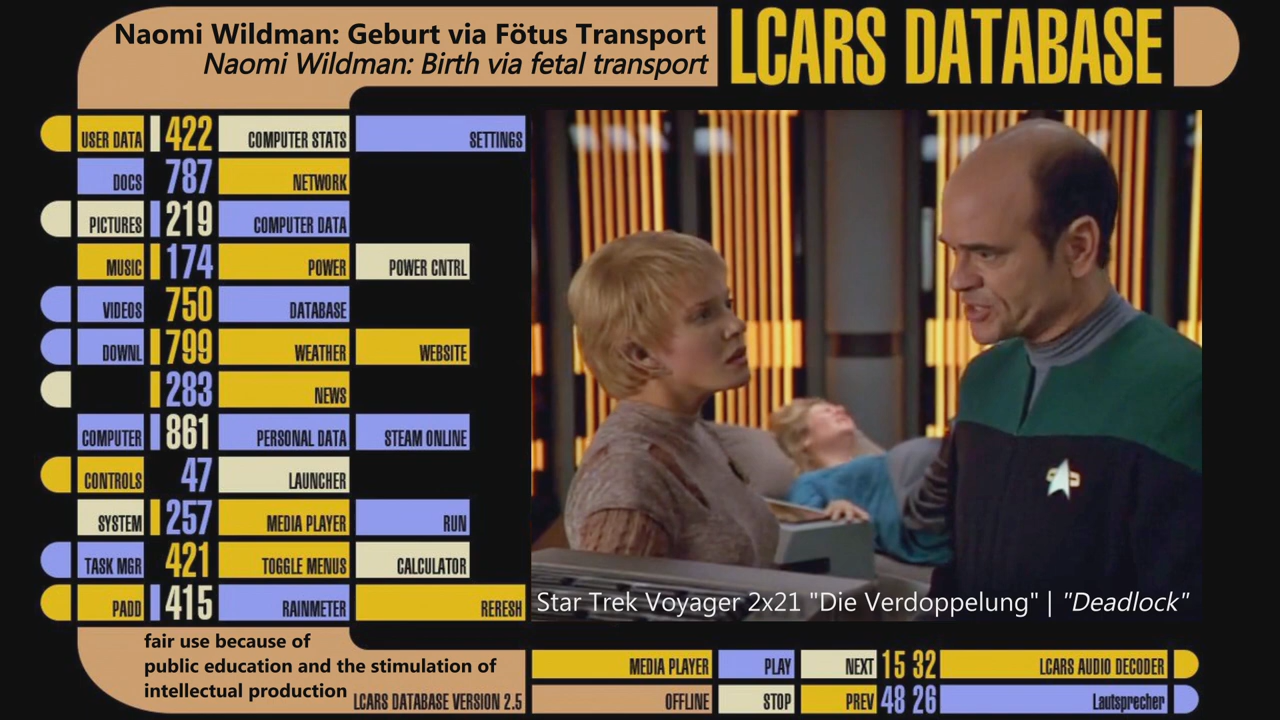 Naomi Wildman: Geburt via Fötus Transport
Naomi Wildman: Birth via fetal transport
LCARS DATABASE
USER DATA 422 COMPUTER STATS SETTINGS
DOCS 787 NETWORK
PICTURES 219 COMPUTER DATA
MUSIC 174 POWER POWER CNTRL
VIDEOS 750 DATABASE
DOWNL 799 WEATHER WEBSITE
283 NEWS
COMPUTER 861 PERSONAL DATA STEAM ONLINE
CONTROLS 47 LAUNCHER
SYSTEM 257 MEDIA PLAYER RUN
TASK MGR 421 TOGGLE MENUS CALCULATOR
PADD 415 RAINMETER RERESH
Star Trek Voyager 2x21 "Die Verdoppelung" | "Deadlock"
fair use because of
public education and the stimulation of
intellectual production
LCARS DATABASE VERSION 2.5
MEDIA PLAYER PLAY NEXT 15 32 LCARS AUDIO DECODER
OFFLINE STOP PREV 48 26 Lautsprecher